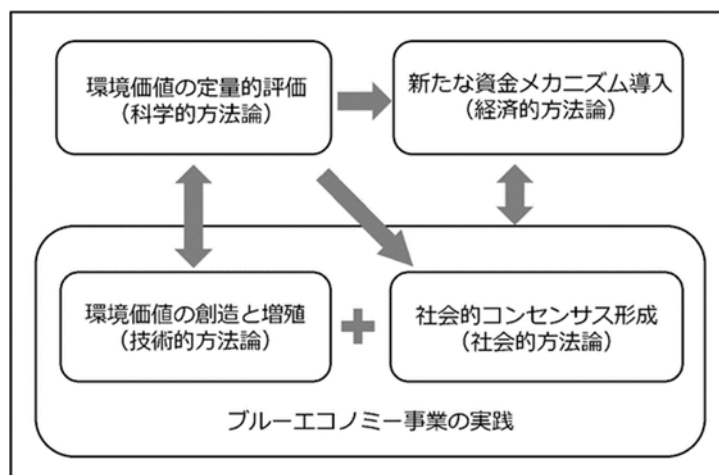 環境価値の定量的評価
(科学的方法論)
新たな資金メカニズム導入
(経済的方法論)
環境価値の創造と増殖
(技術的方法論)
社会的コンセンサス形成
(社会的方法論)
ブルーエコノミー事業の実践